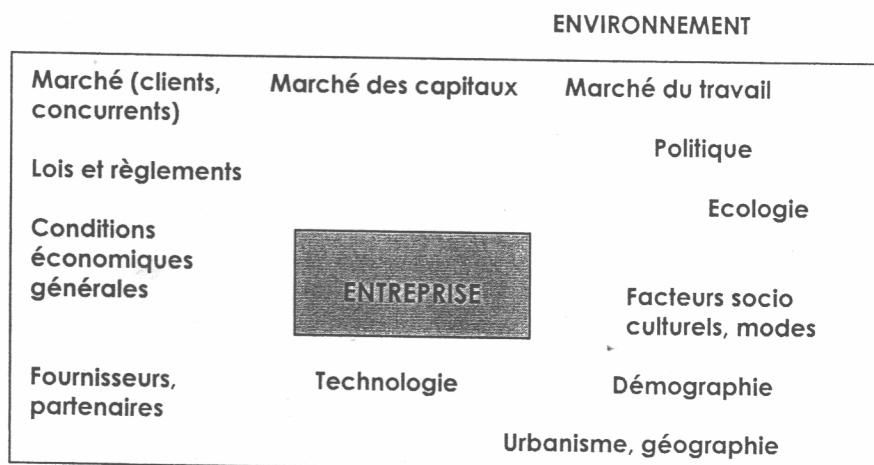 ENVIRONNEMENT
Marché (clients,
concurrents)
Marché des capitaux
Marché du travail
Politique
Lois et règlements
Ecologie
Conditions
économiques
générales
ENTREPRISE
Facteurs socio
culturels, modes
Fournisseurs,
partenaires
Technologie
Démographie
Urbanisme, géographie